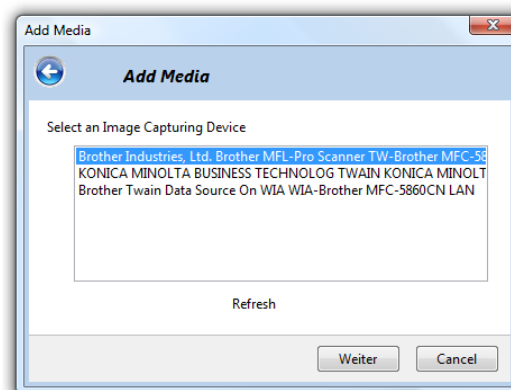 Add Media
Add Media
Select an Image Capturing Device
Brother Industries, Ltd. Brother MFL-Pro Scanner TW-Brother MFC-58
KONICA MINOLTA BUSINESS TECHNOLOG TWAIN KONICA MINOLT
Brother Twain Data Source On WIA WIA-Brother MFC-5860CN LAN
Refresh
Weiter
Cancel